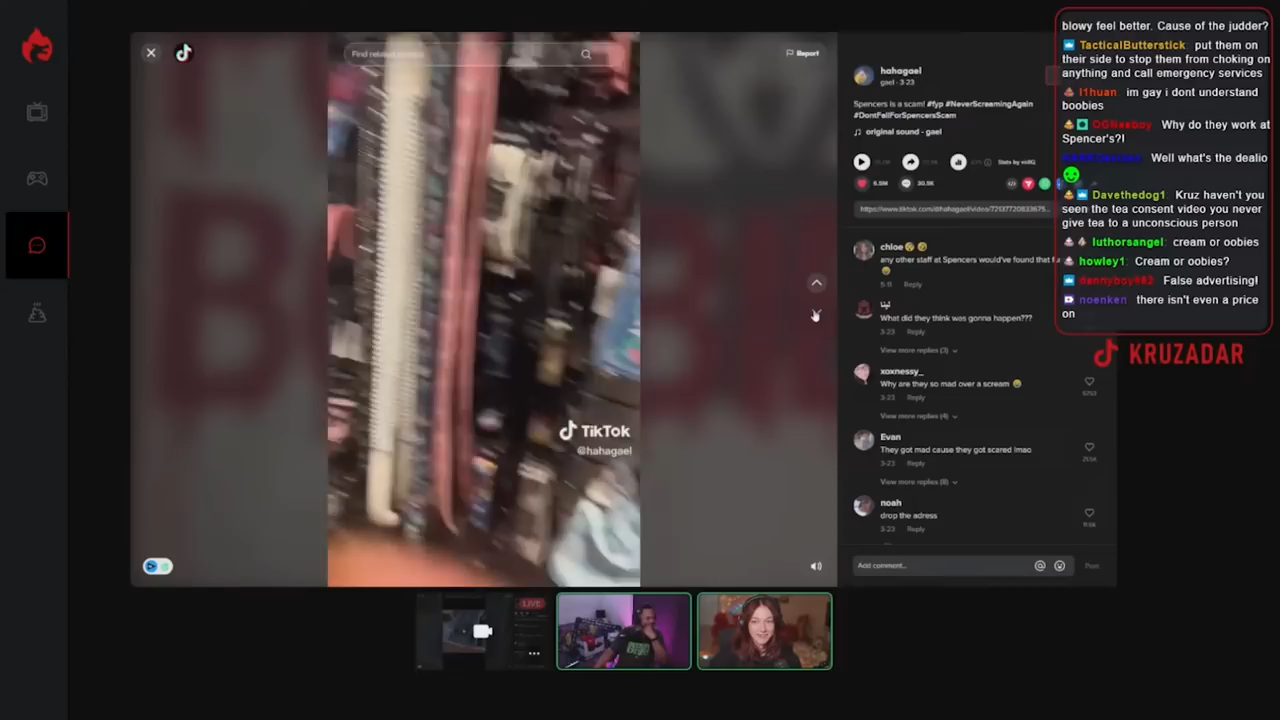 Find related
Report
hahagael
gael · 3-23
Spencers is a scam! #fyp #NeverScreamingAgain
#DontFallForSpencersScam
original sound - gael
Stats by vidIQ
30.1K
chloe
any other staff at Spencers would've found that
5-11 Reply
What did they think was gonna happen???
3-23 Reply
View more replies (3)
xoxnessy_
Why are they so mad over a scream
3-23 Reply
View more replies (4)
Evan
They got mad cause they got scared lmao
3-23 Reply
View more replies (8)
noah
drop the adress
3-23 Reply
Add comment...
Post
TikTok
@hahagael
LIVE
blowy feel better. Cause of the judder?
TacticalButterstick put them on
their side to stop them from choking on
anything and call emergency services
l1huan im gay i dont understand
boobies
Why do they work at
Spencer's?!
Well what's the dealio
Davethedog1: Kruz haven't you
seen the tea consent video you never
give tea to a unconscious person
luthorsangel: cream or oobies
howley1: Cream or oobies?
False advertising!
noenken there isn't even a price
on
KRUZADAR